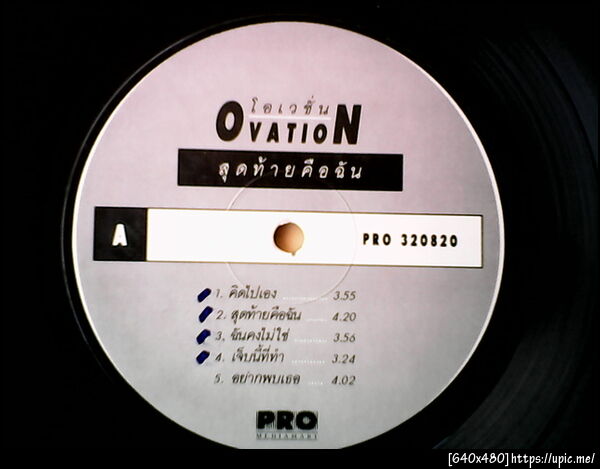 โอเวชั่น
OVATION
สุดท้ายคือฉัน
A PRO 320820
1. คิดไปเอง ............ 3.55
2. สุดท้ายคือฉัน ........ 4.20
3. ฉันคงไม่ใช่ ........... 3.56
4. เจ็บนี้ที่ทำ ........... 3.24
5. อย่ากพบเธอ ........ 4.02
PRO
MEDIAMART
[640x480]https://upic.me/